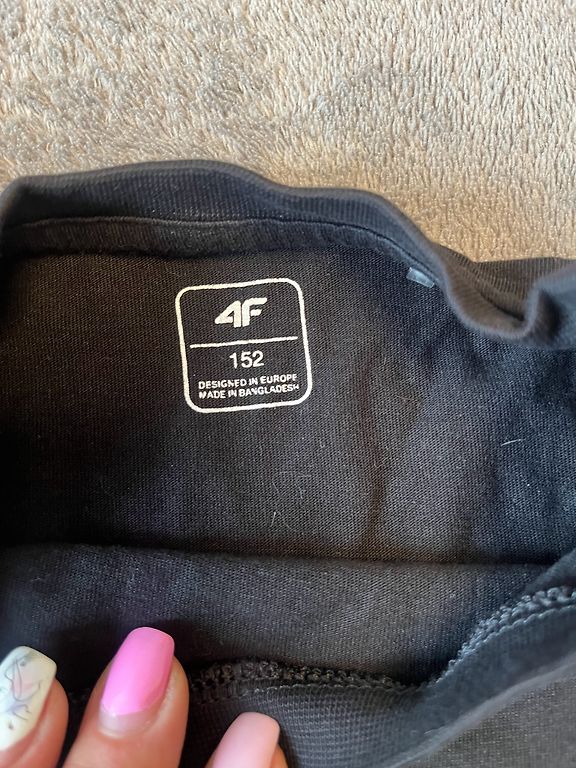 4F
152
DESIGNED IN EUROPE
MADE IN BANGLADESH